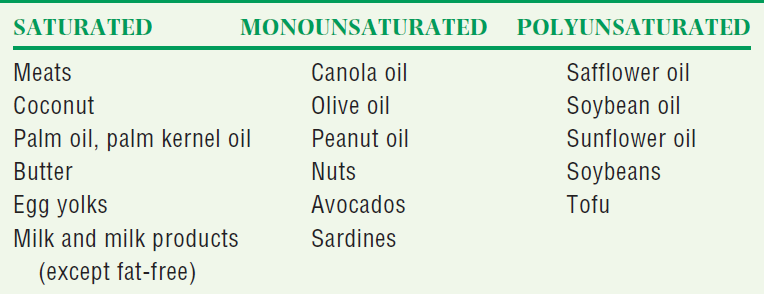 SATURATED MONOUNSATURATED POLYUNSATURATED
Meats Canola oil Safflower oil
Coconut Olive oil Soybean oil
Palm oil, palm kernel oil Peanut oil Sunflower oil
Butter Nuts Soybeans
Egg yolks Avocados Tofu
Milk and milk products Sardines
(except fat-free)